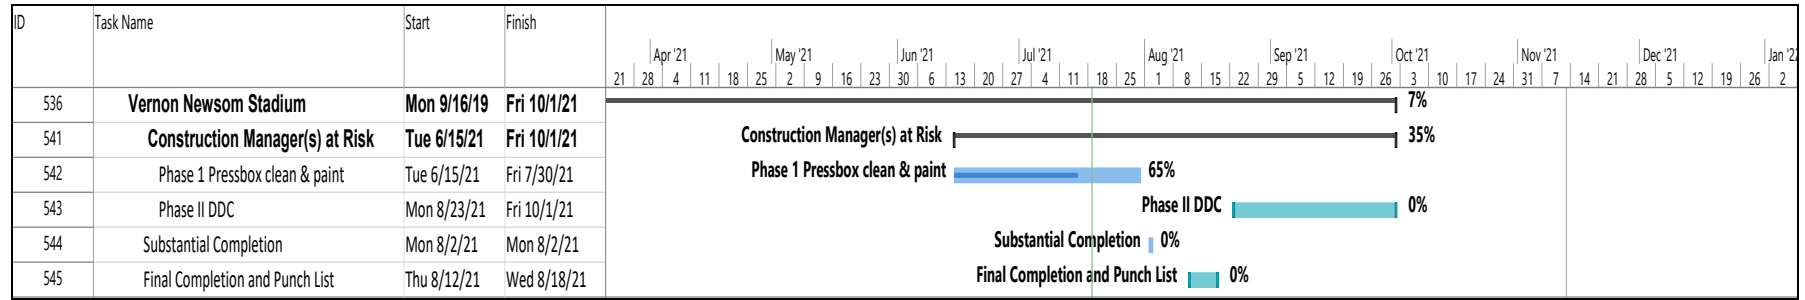 ID Task Name Start Finish
Apr '21 May '21 Jun '21 Jul '21 Aug '21 Sep '21 Oct '21 Nov '21 Dec '21 Jan '2
21 28 4 11 18 25 2 9 16 23 30 6 13 20 27 4 11 18 25 1 8 15 22 29 5 12 19 26 3 10 17 24 31 7 14 21 28 5 12 19 26 2
536 Vernon Newsom Stadium Mon 9/16/19 Fri 10/1/21 7%
541 Construction Manager(s) at Risk Tue 6/15/21 Fri 10/1/21 Construction Manager(s) at Risk 35%
542 Phase 1 Pressbox clean & paint Tue 6/15/21 Fri 7/30/21 Phase 1 Pressbox clean & paint 65%
543 Phase II DDC Mon 8/23/21 Fri 10/1/21 Phase II DDC 0%
544 Substantial Completion Mon 8/2/21 Mon 8/2/21 Substantial Completion 0%
545 Final Completion and Punch List Thu 8/12/21 Wed 8/18/21 Final Completion and Punch List 0%